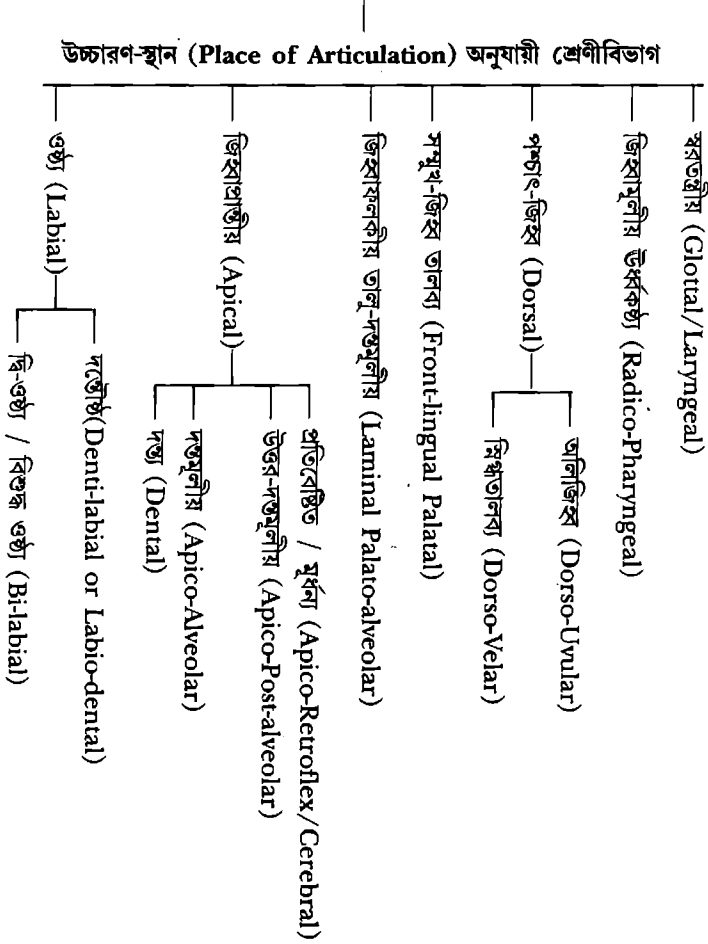 উচ্চারণ-স্থান (Place of Articulation) অনুযায়ী শ্রেণীবিভাগ
ওষ্ঠ্য (Labial)
দ্বি-ওষ্ঠ্য / বিশুদ্ধ ওষ্ঠ্য (Bi-labial)
দন্তৌষ্ঠ্য(Denti-labial or Labio-dental)
জিহ্বাপ্রান্তীয় (Apical)
দন্ত্য (Dental)
দন্তমূলীয় (Apico-Alveolar)
উত্তর-দন্তমূলীয় (Apico-Post-alveolar)
প্রতিবেষ্টিত / মূর্ধন্য (Apico-Retroflex/Cerebral)
জিহ্বাফলকীয় তালু-দন্তমূলীয় (Laminal Palato-alveolar)
সম্মুখ-জিহ্ব তালব্য (Front-lingual Palatal)
পশ্চাৎ-জিহ্ব (Dorsal)
স্নিগ্ধতালব্য (Dorso-Velar)
অলিজিহ্ব (Dorso-Uvular)
জিহ্বামূলীয় উর্ধ্বকণ্ঠ্য (Radico-Pharyngeal)
স্বরতন্ত্রীয় (Glottal/Laryngeal)